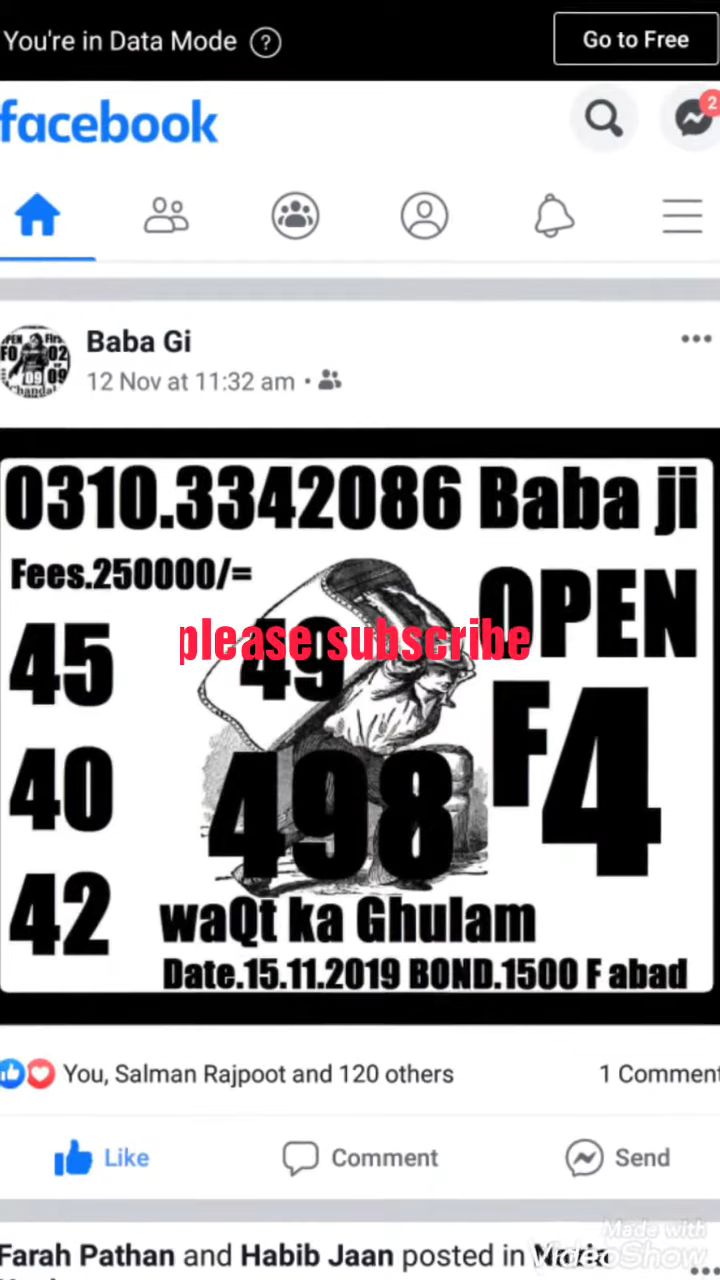 You're in Data Mode ?
Go to Free
facebook
2
Baba Gi
12 Nov at 11:32 am •
0310.3342086 Baba ji
Fees.250000/=
OPEN
please subscribe
45
49
F4
40
498
42
waQt ka Ghulam
Date.15.11.2019 BOND.1500 F abad
You, Salman Rajpoot and 120 others
1 Comment
Like
Comment
Send
Made with
VideoShow
Farah Pathan and Habib Jaan posted in